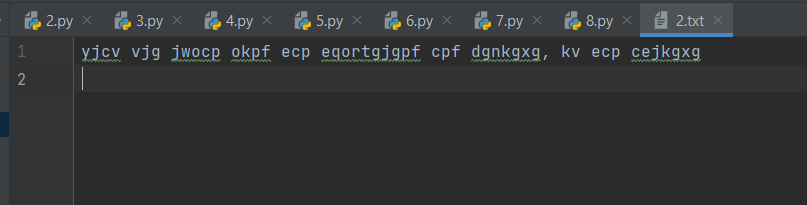 2.py 3.py 4.py 5.py 6.py 7.py 8.py 2.txt
1 yjcv vjg jwocp okpf ecp eqortgjgpf cpf dgnkgxg, kv ecp cejkgxg
2